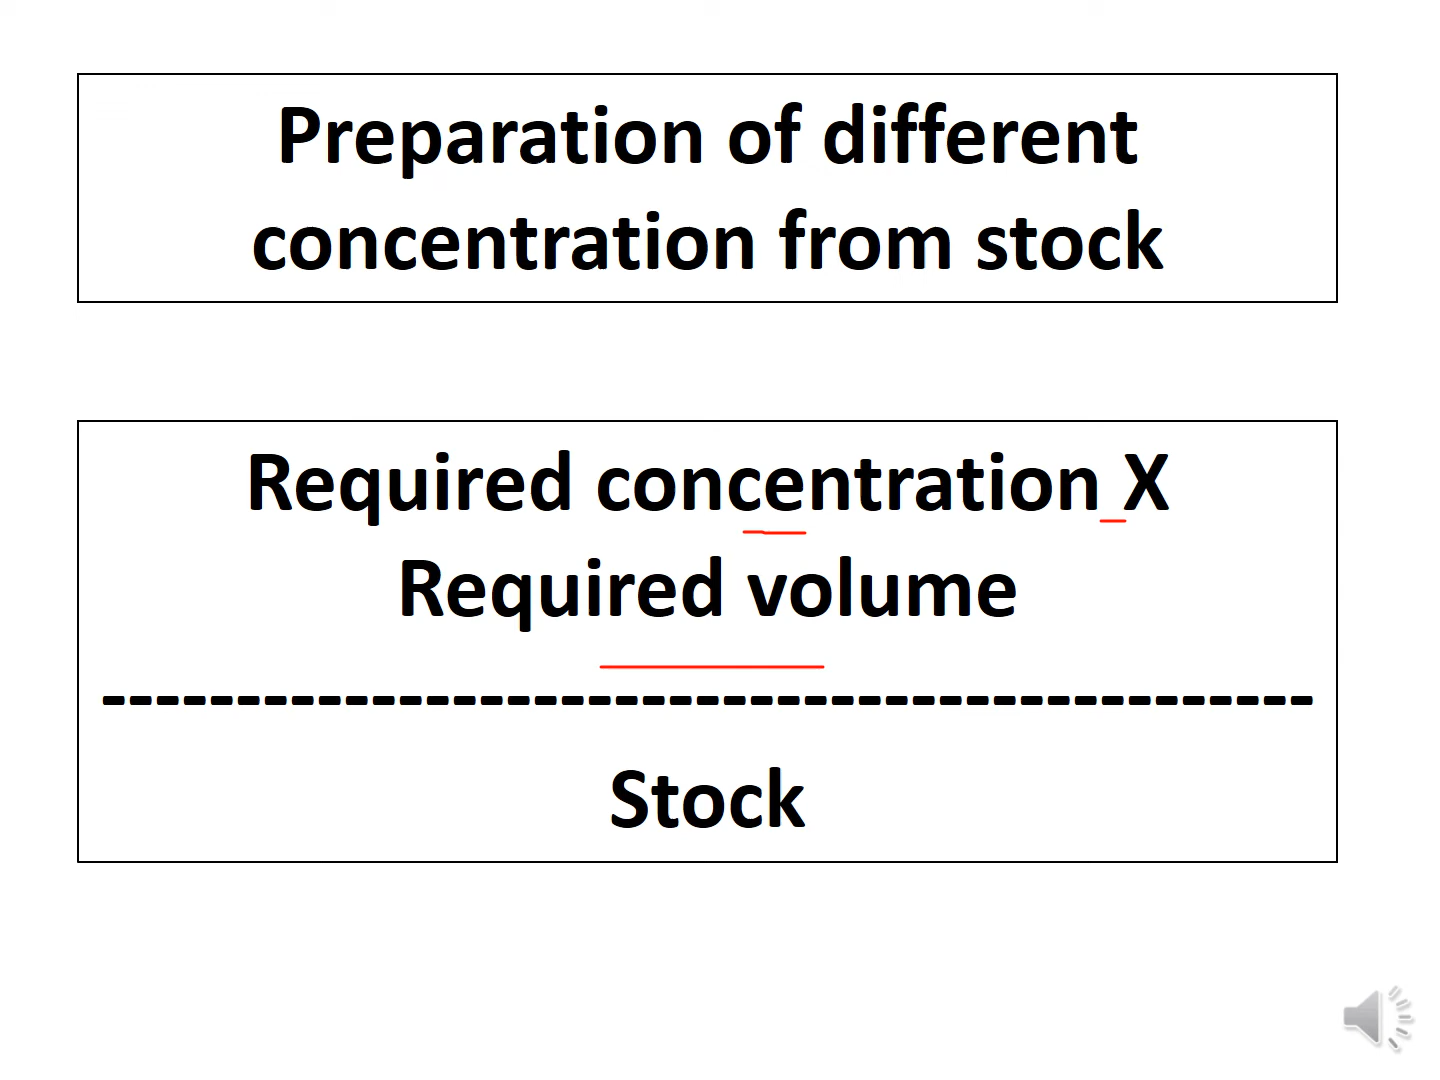 Preparation of different
concentration from stock
Required concentration X
Required volume
---------------------------------------------
Stock